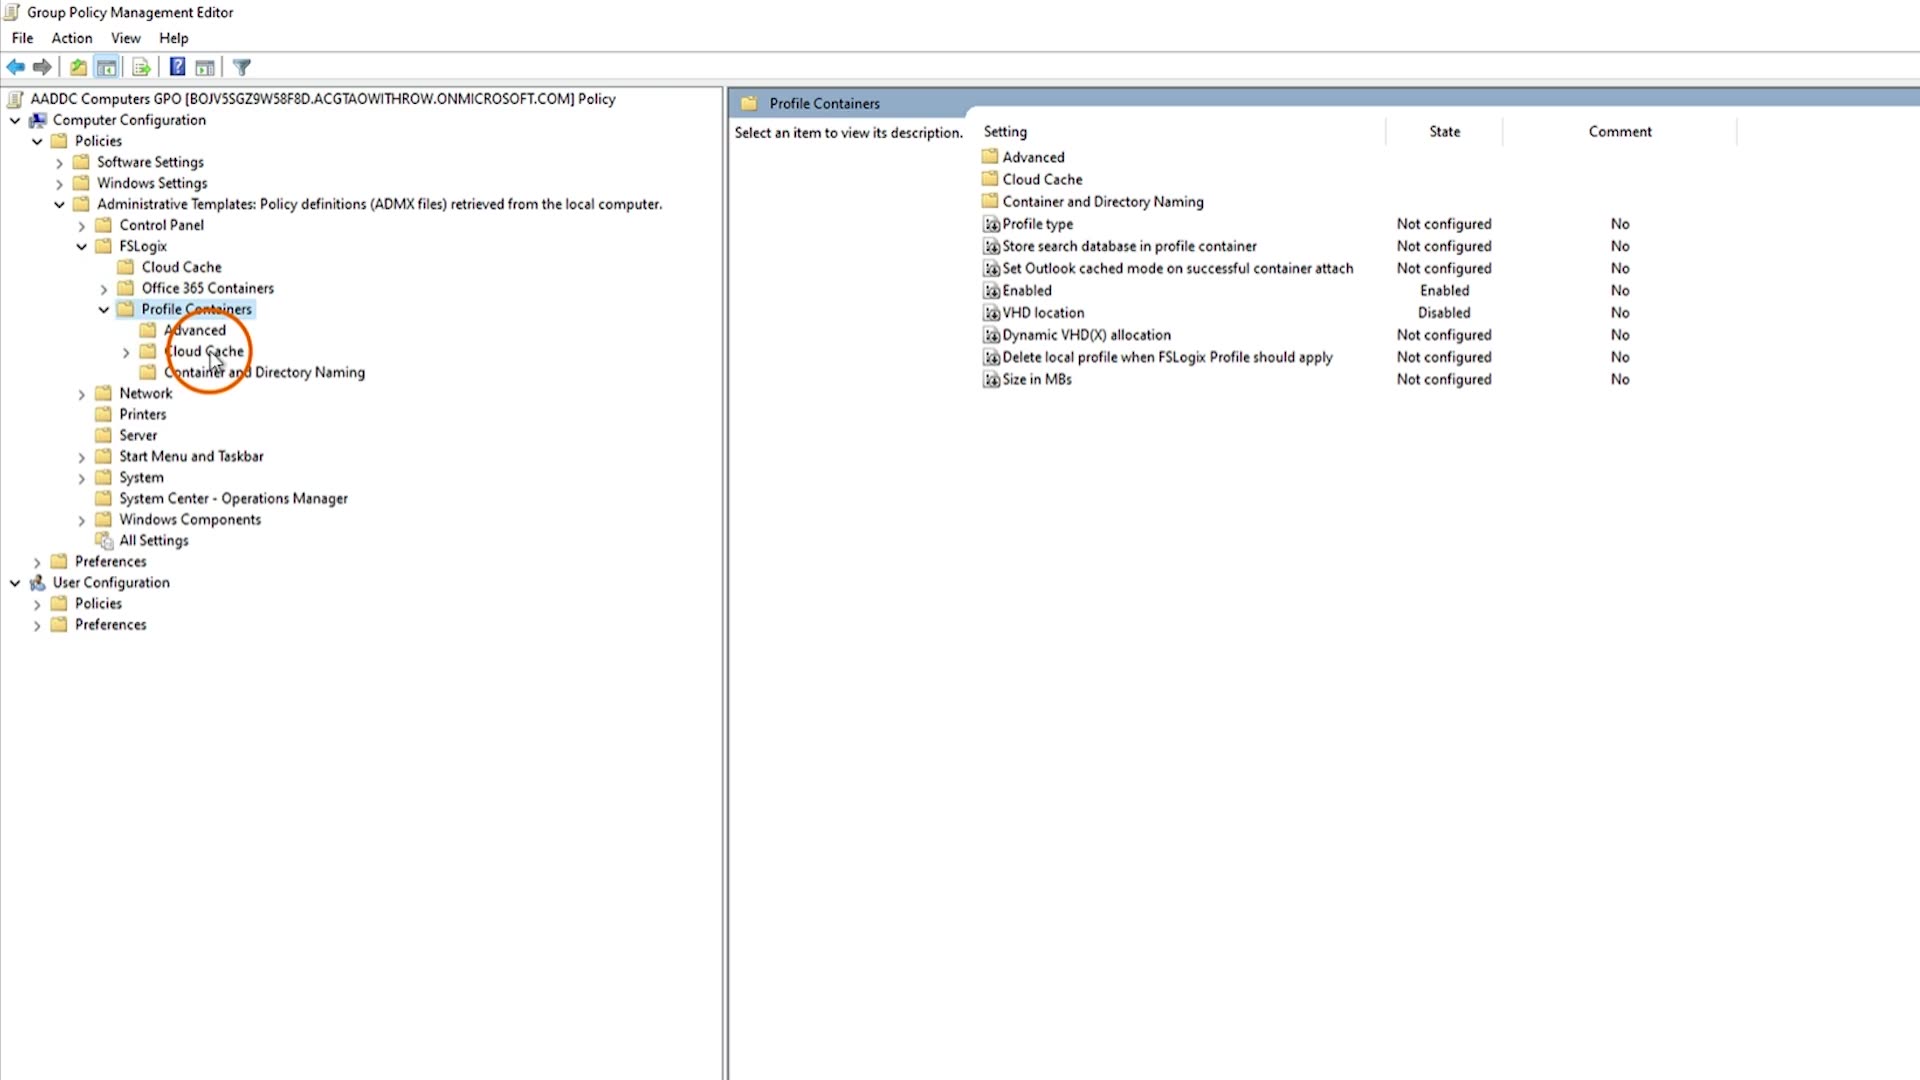 Group Policy Management Editor
File Action View Help
AADDC Computers GPO [BOJV5SGZ9W58F8D.ACGTAOWITHROW.ONMICROSOFT.COM] Policy
Computer Configuration
Policies
Software Settings
Windows Settings
Administrative Templates: Policy definitions (ADMX files) retrieved from the local computer.
Control Panel
FSLogix
Cloud Cache
Office 365 Containers
Profile Containers
Advanced
Cloud Cache
Container and Directory Naming
Network
Printers
Server
Start Menu and Taskbar
System
System Center - Operations Manager
Windows Components
All Settings
Preferences
User Configuration
Policies
Preferences
Profile Containers
Select an item to view its description.
Setting State Comment
Advanced
Cloud Cache
Container and Directory Naming
Profile type Not configured No
Store search database in profile container Not configured No
Set Outlook cached mode on successful container attach Not configured No
Enabled Enabled No
VHD location Disabled No
Dynamic VHD(X) allocation Not configured No
Delete local profile when FSLogix Profile should apply Not configured No
Size in MBs Not configured No